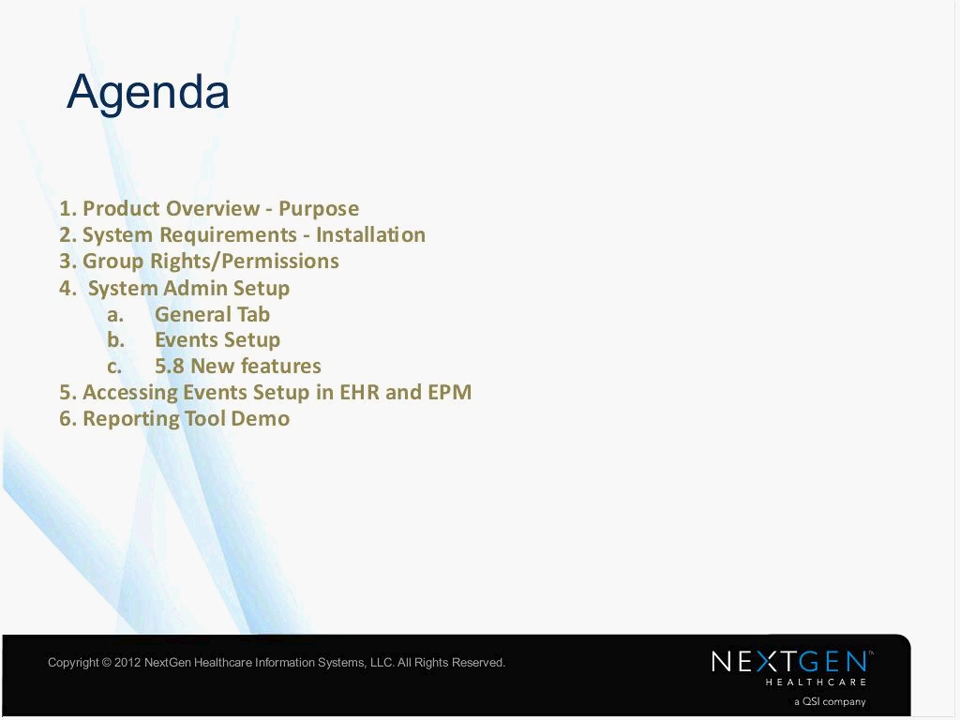 Agenda
1. Product Overview - Purpose
2. System Requirements - Installation
3. Group Rights/Permissions
4. System Admin Setup
a. General Tab
b. Events Setup
c. 5.8 New features
5. Accessing Events Setup in EHR and EPM
6. Reporting Tool Demo
Copyright © 2012 NextGen Healthcare Information Systems, LLC. All Rights Reserved.
NEXTGEN™
HEALTHCARE
a QSI company